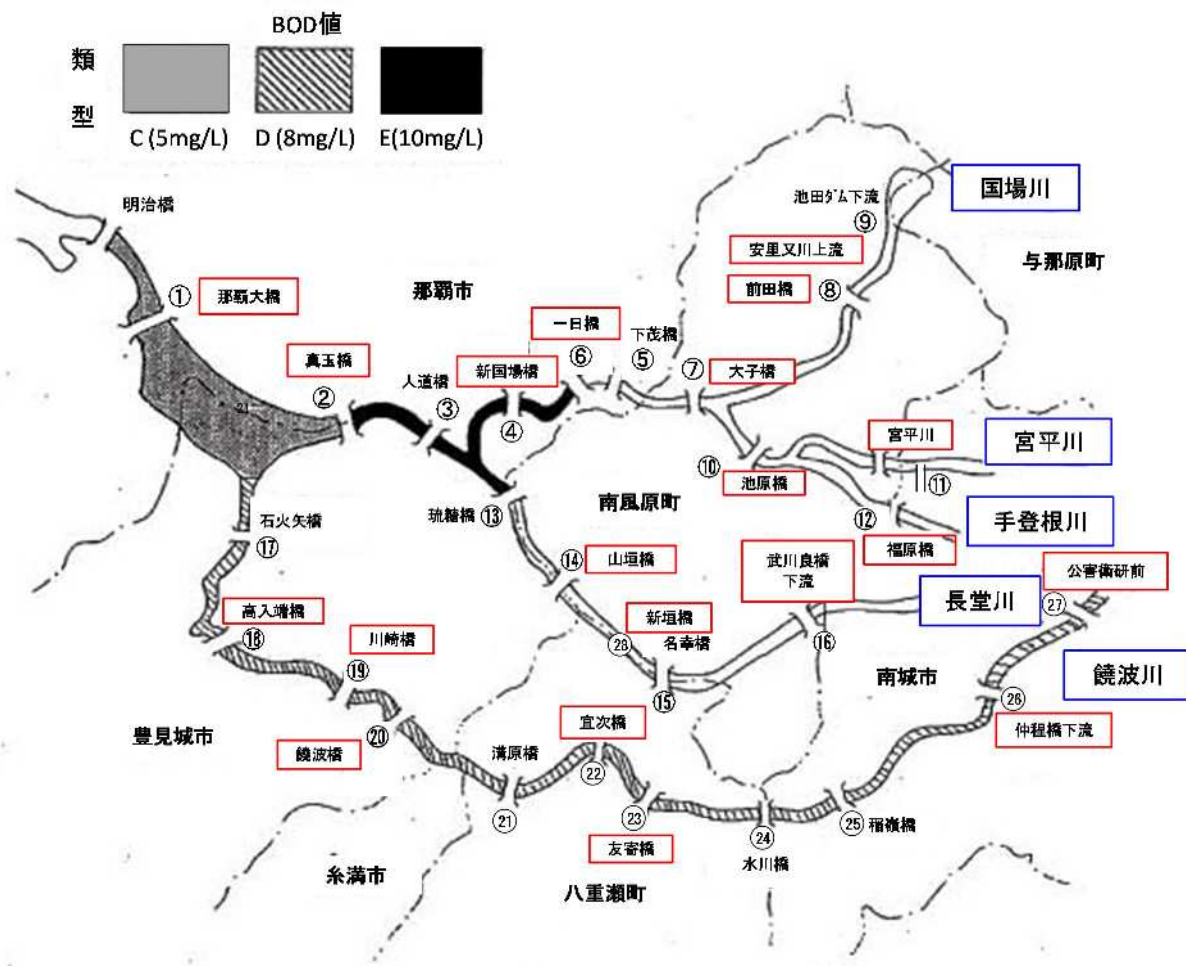 BOD値
類
型
C (5mg/L)
D (8mg/L)
E(10mg/L)
明治橋
①
那覇大橋
那覇市
真玉橋
②
人道橋
③
新国場橋
④
一日橋
⑥
下茂橋
⑤
⑦
大子橋
池田ダム下流
⑨
国場川
安里又川上流
前田橋
⑧
与那原町
宮平川
⑪
宮平川
⑩
池原橋
南風原町
手登根川
⑫
福原橋
琉糖橋
⑬
⑭
山垣橋
武川良橋
下流
公害衛研前
㉗
長堂川
新垣橋
㉘
名幸橋
⑮
⑯
石火矢橋
⑰
高入端橋
⑱
川崎橋
⑲
南城市
饒波川
㉖
仲程橋下流
豊見城市
饒波橋
⑳
溝原橋
㉑
宜次橋
㉒
㉓
友寄橋
㉔
氷川橋
㉕
稲嶺橋
糸満市
八重瀬町